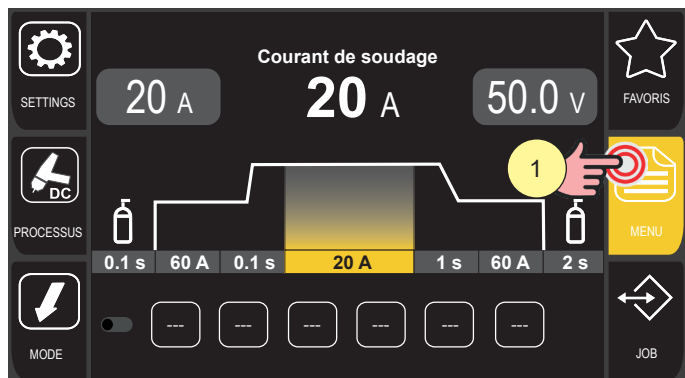 SETTINGS
Courant de soudage
20 A
20 A
50.0 V
FAVORIS
DC
PROCESSUS
1
MENU
0.1 s 60 A 0.1 s 20 A 1 s 60 A 2 s
MODE
--- --- --- --- --- ---
JOB